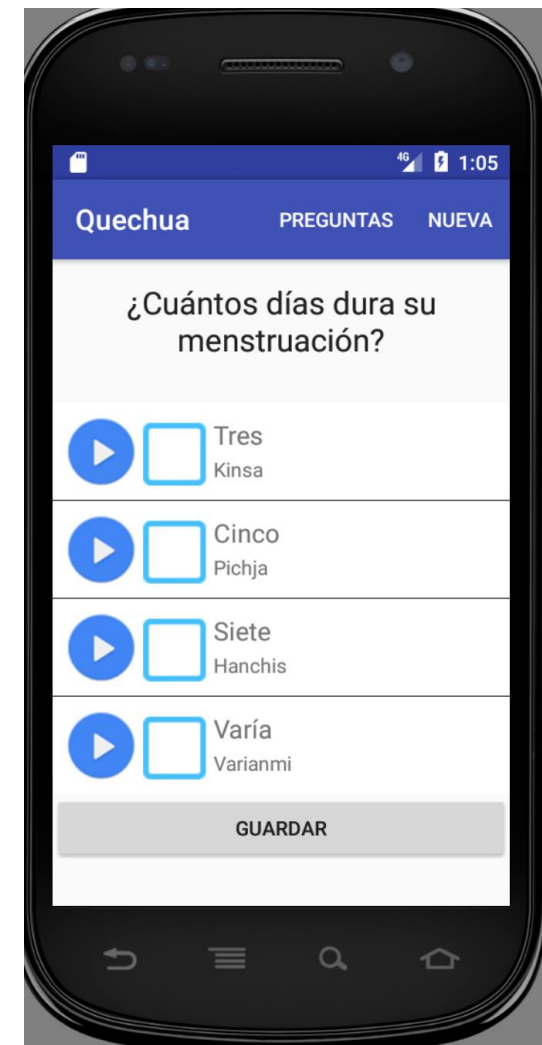 4G 1:05
Quechua PREGUNTAS NUEVA
¿Cuántos días dura su
menstruación?
Tres
Kinsa
Cinco
Pichja
Siete
Hanchis
Varía
Varianmi
GUARDAR